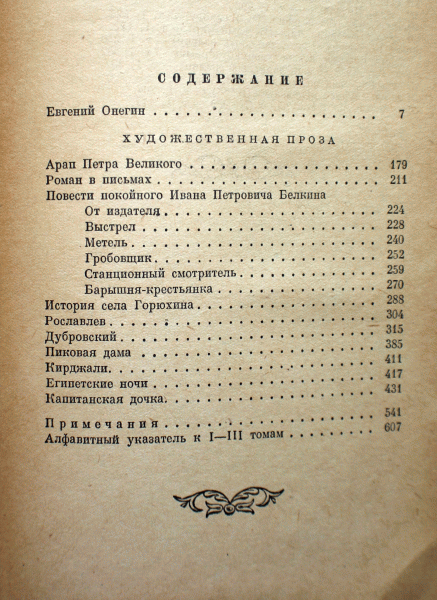 СОДЕРЖАНИЕ
Евгений Онегин . . . . . . . . . . . . . . . . 7
ХУДОЖЕСТВЕННАЯ ПРОЗА
Арап Петра Великого . . . . . . . . . . . . . 179
Роман в письмах . . . . . . . . . . . . . . . 211
Повести покойного Ивана Петровича Белкина
От издателя . . . . . . . . . . . . . . . 224
Выстрел . . . . . . . . . . . . . . . . . 228
Метель . . . . . . . . . . . . . . . . . 240
Гробовщик . . . . . . . . . . . . . . . 252
Станционный смотритель . . . . . . . . . 259
Барышня-крестьянка . . . . . . . . . . . 270
История села Горюхина . . . . . . . . . . . . 288
Рославлев . . . . . . . . . . . . . . . . . . 304
Дубровский . . . . . . . . . . . . . . . . . 315
Пиковая дама . . . . . . . . . . . . . . . . 385
Кирджали . . . . . . . . . . . . . . . . . . 411
Египетские ночи . . . . . . . . . . . . . . . 417
Капитанская дочка . . . . . . . . . . . . . . 431
Примечания . . . . . . . . . . . . . . . . . 541
Алфавитный указатель к I—III томам . . . . . . 607